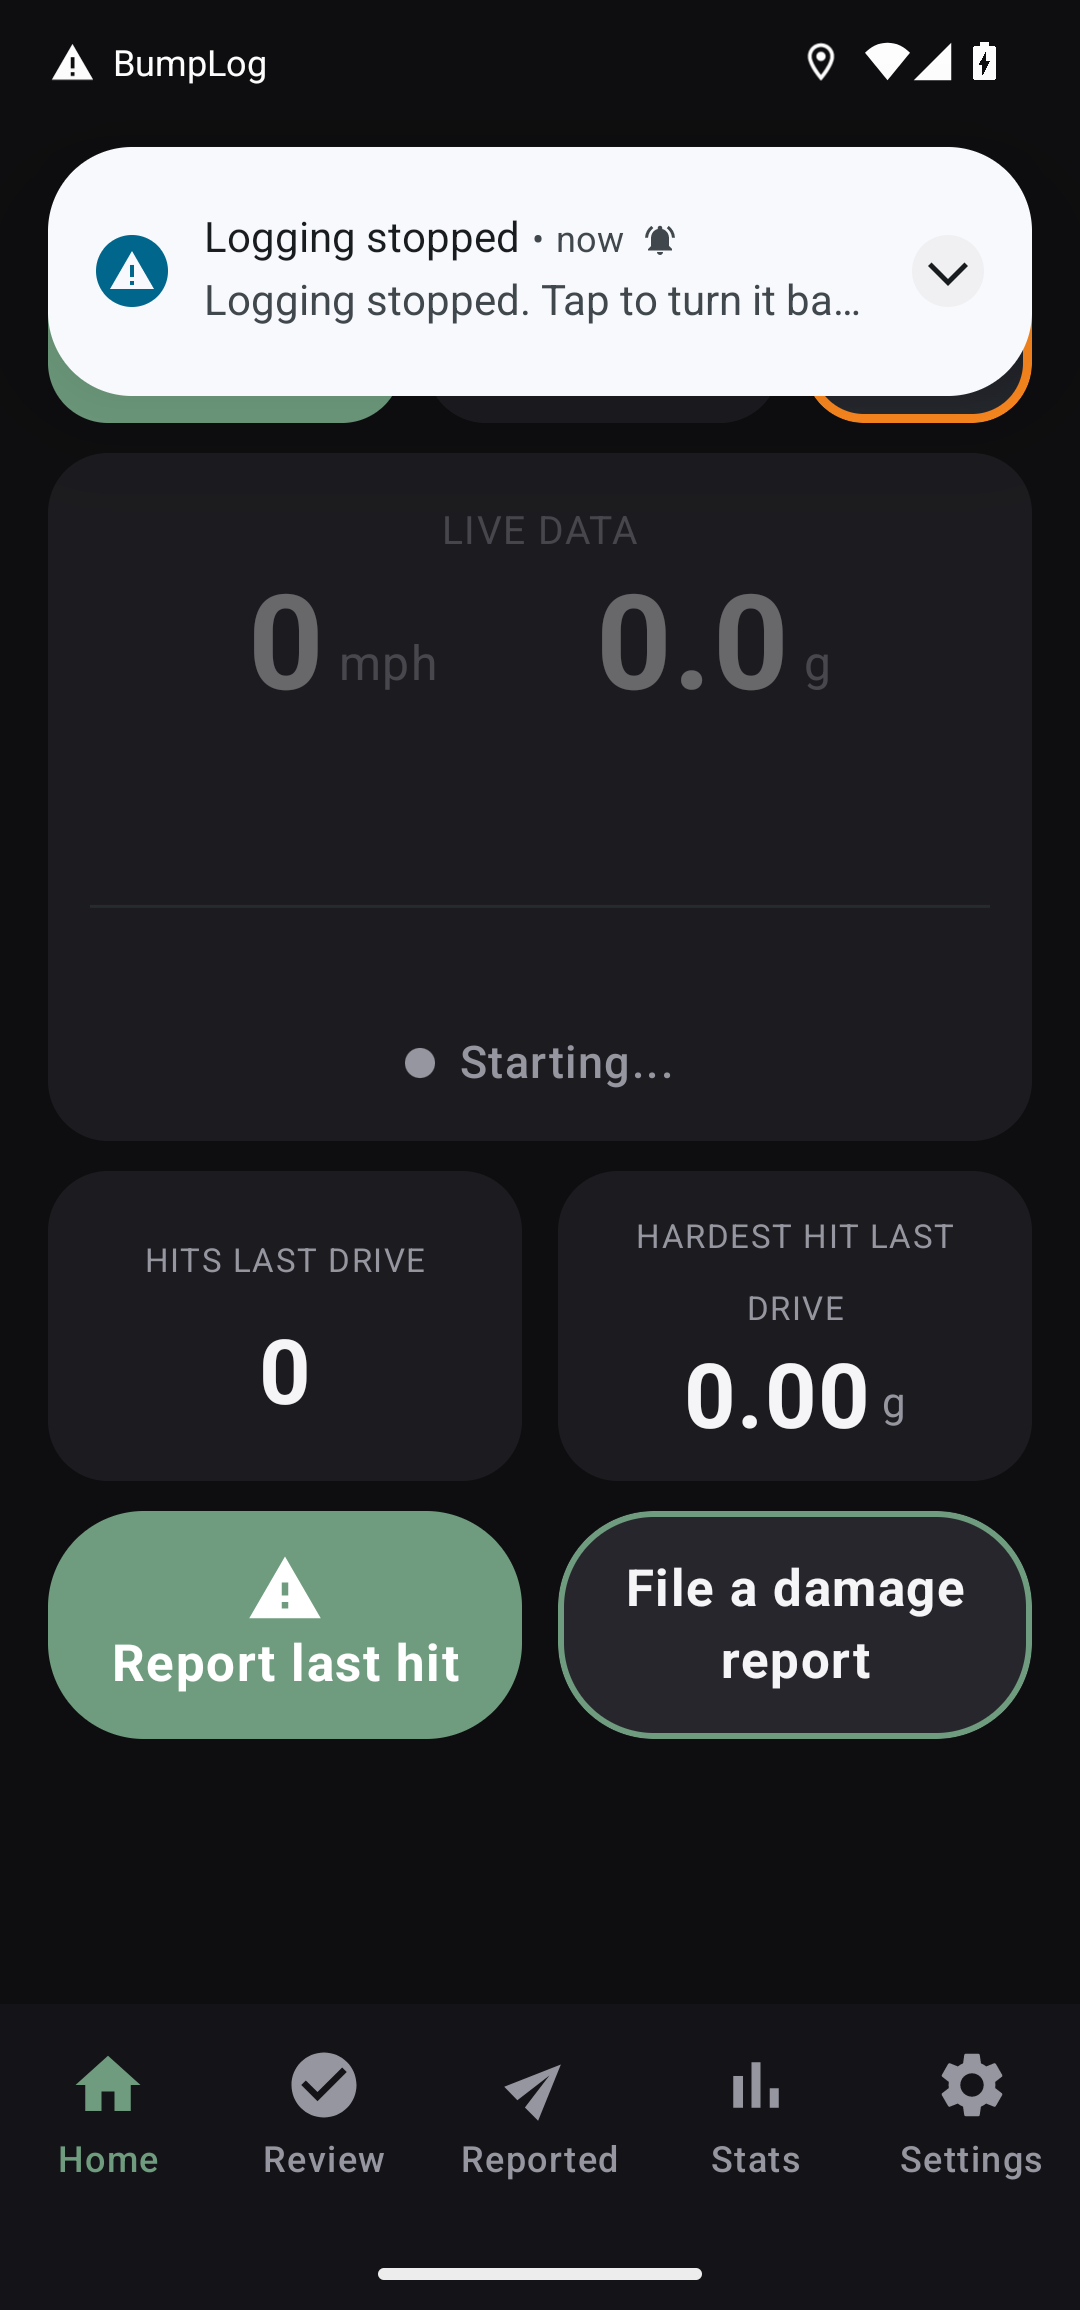 BumpLog
Logging stopped • now
Logging stopped. Tap to turn it ba…
LIVE DATA
0 mph 0.0 g
Starting...
HITS LAST DRIVE
0
HARDEST HIT LAST
DRIVE
0.00 g
Report last hit
File a damage
report
Home Review Reported Stats Settings